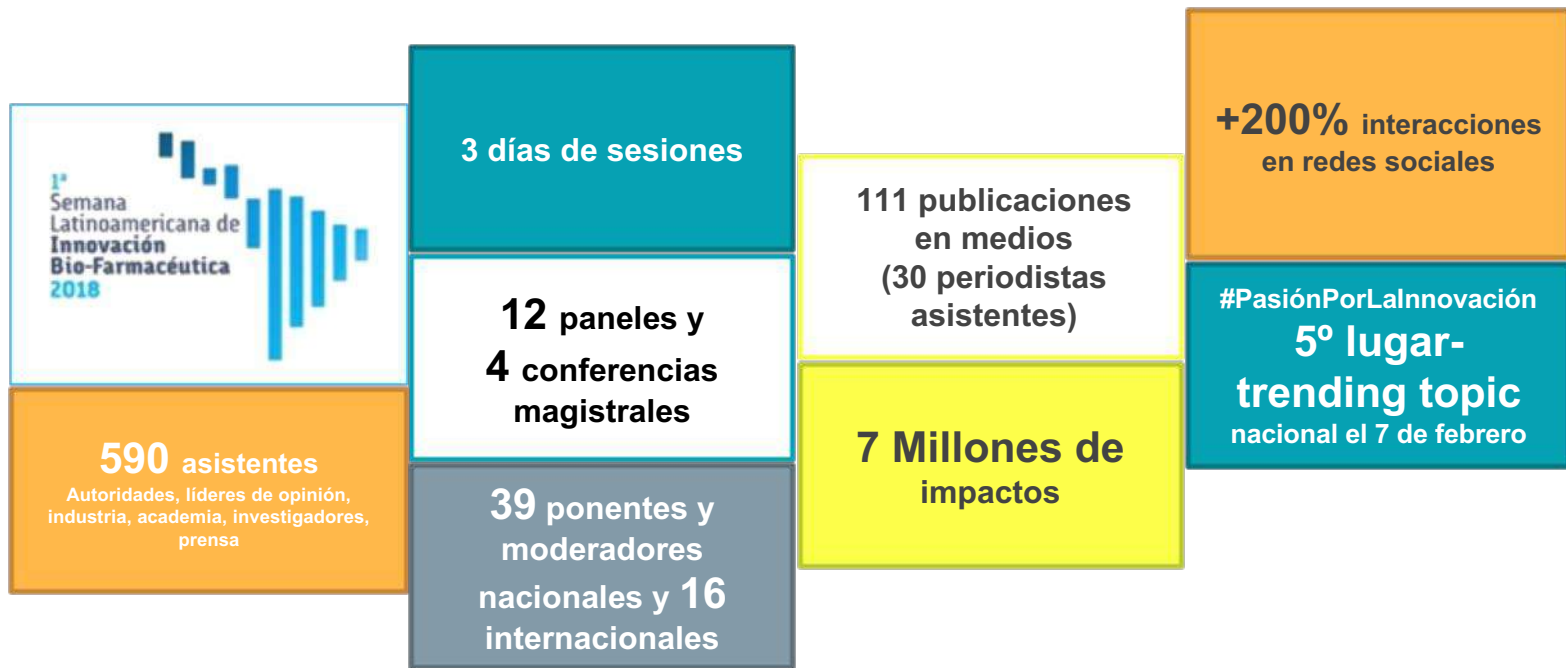 1ª
Semana
Latinoamericana de
Innovación
Bio-Farmacéutica
2018
590 asistentes
Autoridades, líderes de opinión,
industria, academia, investigadores,
prensa
3 días de sesiones
12 paneles y
4 conferencias
magistrales
39 ponentes y
moderadores
nacionales y 16
internacionales
111 publicaciones
en medios
(30 periodistas
asistentes)
7 Millones de
impactos
+200% interacciones
en redes sociales
#PasiónPorLaInnovación
5º lugar-
trending topic
nacional el 7 de febrero